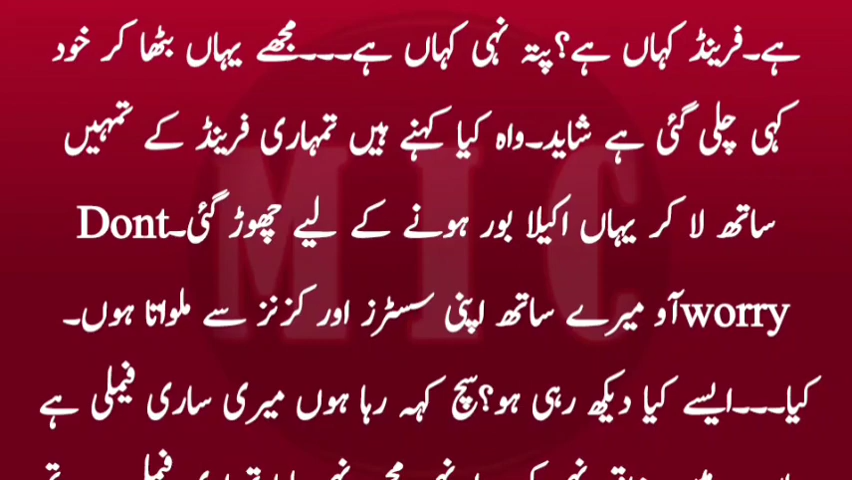 ہے۔فرینڈ کہاں ہے؟پتہ نہی کہاں ہے۔۔۔۔مجھے یہاں بٹھا کر خود
کہی چلی گئی ہے شاید۔واہ کیا کہنے ہیں تمہاری فرینڈ کے تمہیں
ساتھ لا کر یہاں اکیلا بور ہونے کے لیے چھوڑ گئی۔Dont
worryآو میرے ساتھ اپنی سسٹرز اور کزنز سے ملواتا ہوں۔
کیا۔۔۔ایسے کیا دیکھ رہی ہو؟سچ کہہ رہا ہوں میری ساری فیملی ہے
MIC